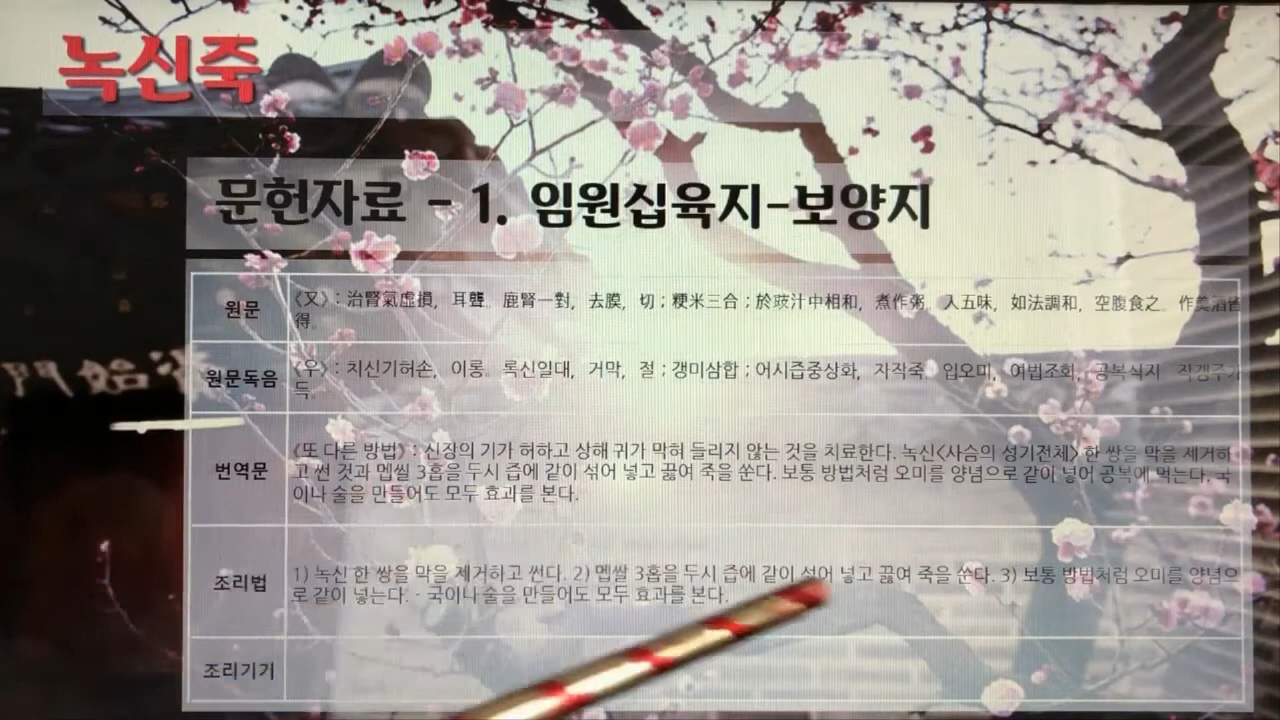 녹신죽
문헌자료 - 1. 임원십육지-보양지
원문
《又》: 治腎氣虛損, 耳聾. 鹿腎一對, 去膜, 切 ; 粳米三合 ; 於豉汁中相和, 煮作粥. 入五味, 如法調和, 空腹食之. 作羹酒皆
得.
원문독음
《우》: 치신기허손, 이롱. 록신일대, 거막, 절 ; 갱미삼합 ; 어시즙중상화, 자작죽. 입오미, 여법조화, 공복식지. 작갱주개
득.
번역문
《또 다른 방법》: 신장의 기가 허하고 상해 귀가 막혀 들리지 않는 것을 치료한다. 녹신<사슴의 성기전체> 한 쌍을 막을 제거하
고 썬 것과 멥쌀 3홉을 두시 즙에 같이 섞어 넣고 끓여 죽을 쑨다. 보통 방법처럼 오미를 양념으로 같이 넣어 공복에 먹는다. 국
이나 술을 만들어도 모두 효과를 본다.
조리법
1) 녹신 한 쌍을 막을 제거하고 썬다. 2) 멥쌀 3홉을 두시 즙에 같이 섞어 넣고 끓여 죽을 쑨다. 3) 보통 방법처럼 오미를 양념으
로 같이 넣는다. - 국이나 술을 만들어도 모두 효과를 본다.
조리기기
門始